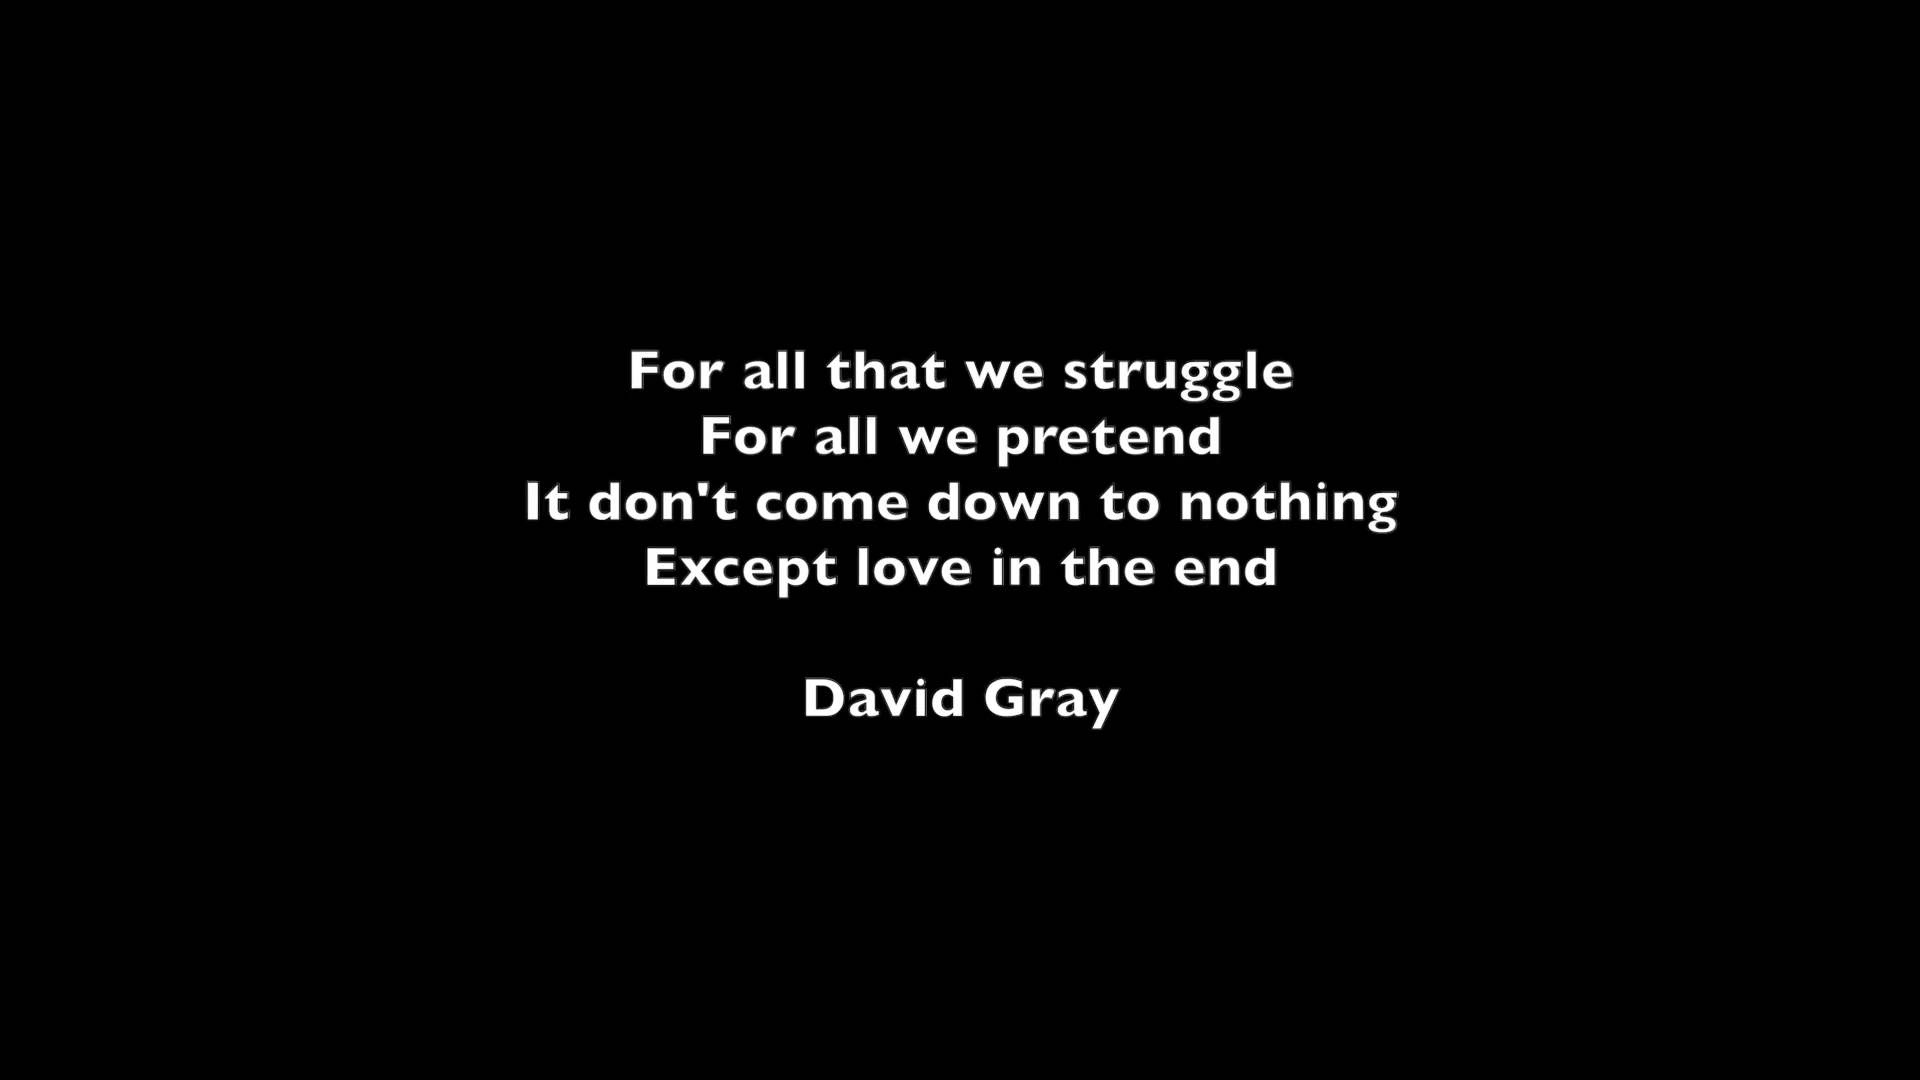 For all that we struggle
For all we pretend
It don't come down to nothing
Except love in the end
David Gray